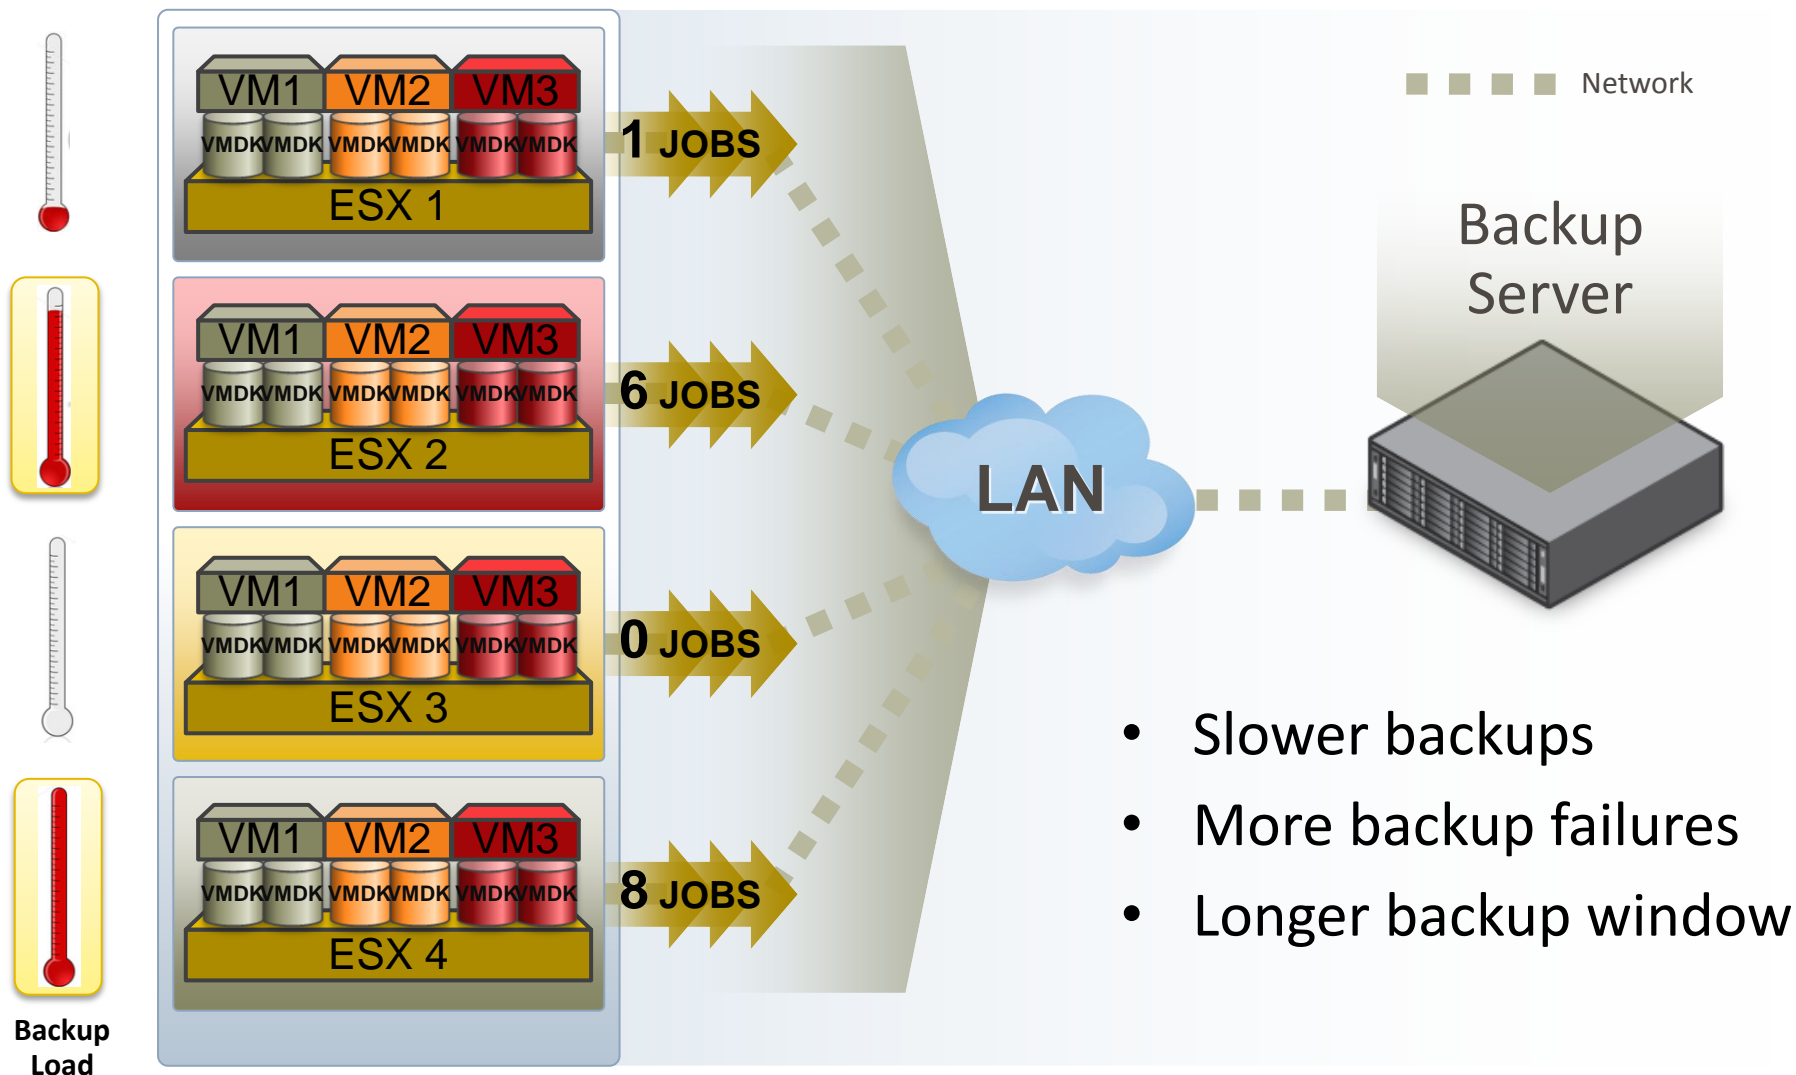 VM1 VM2 VM3
VMDK VMDK VMDK VMDK VMDK VMDK
ESX 1
1 JOBS
VM1 VM2 VM3
VMDK VMDK VMDK VMDK VMDK VMDK
ESX 2
6 JOBS
VM1 VM2 VM3
VMDK VMDK VMDK VMDK VMDK VMDK
ESX 3
0 JOBS
VM1 VM2 VM3
VMDK VMDK VMDK VMDK VMDK VMDK
ESX 4
8 JOBS
Backup
Load
LAN
Network
Backup
Server
• Slower backups
• More backup failures
• Longer backup window